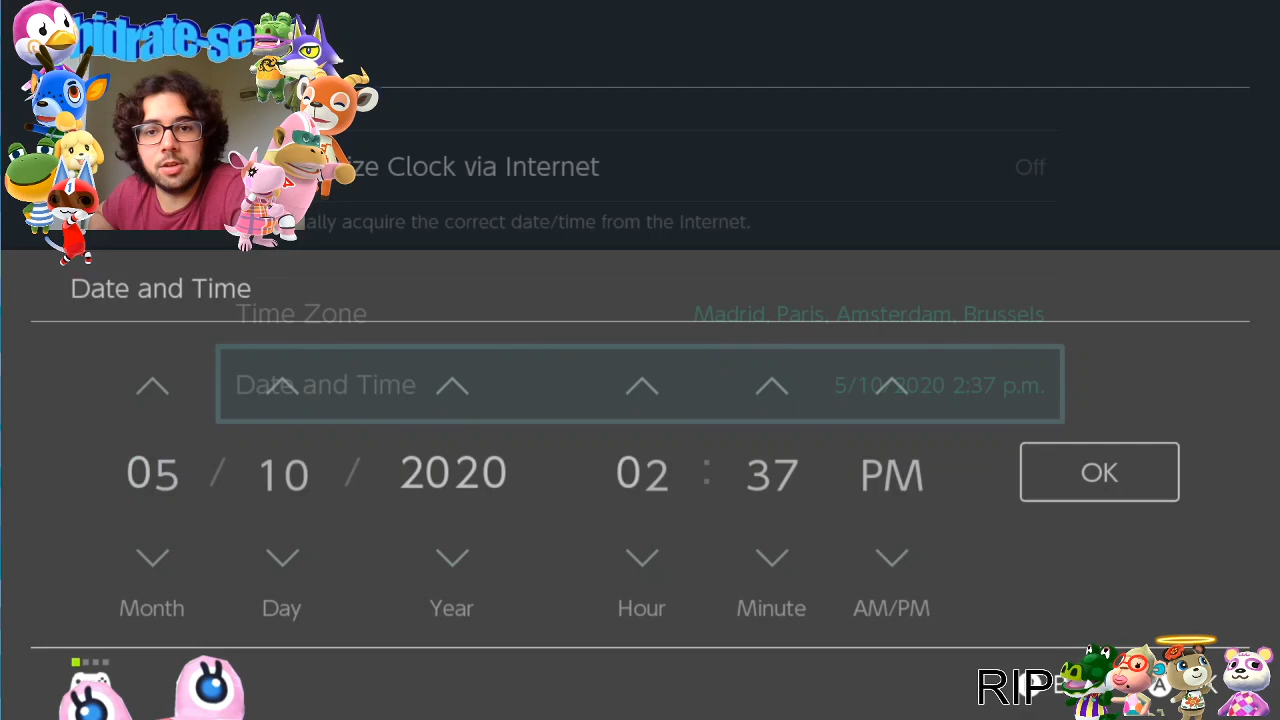 hidrate-se
ize Clock via Internet Off
ally acquire the correct date/time from the Internet.
Date and Time
Time Zone Madrid, Paris, Amsterdam, Brussels
Date and Time 5/10/2020 2:37 p.m.
05 / 10 / 2020 02 : 37 PM OK
Month Day Year Hour Minute AM/PM
RIP
A